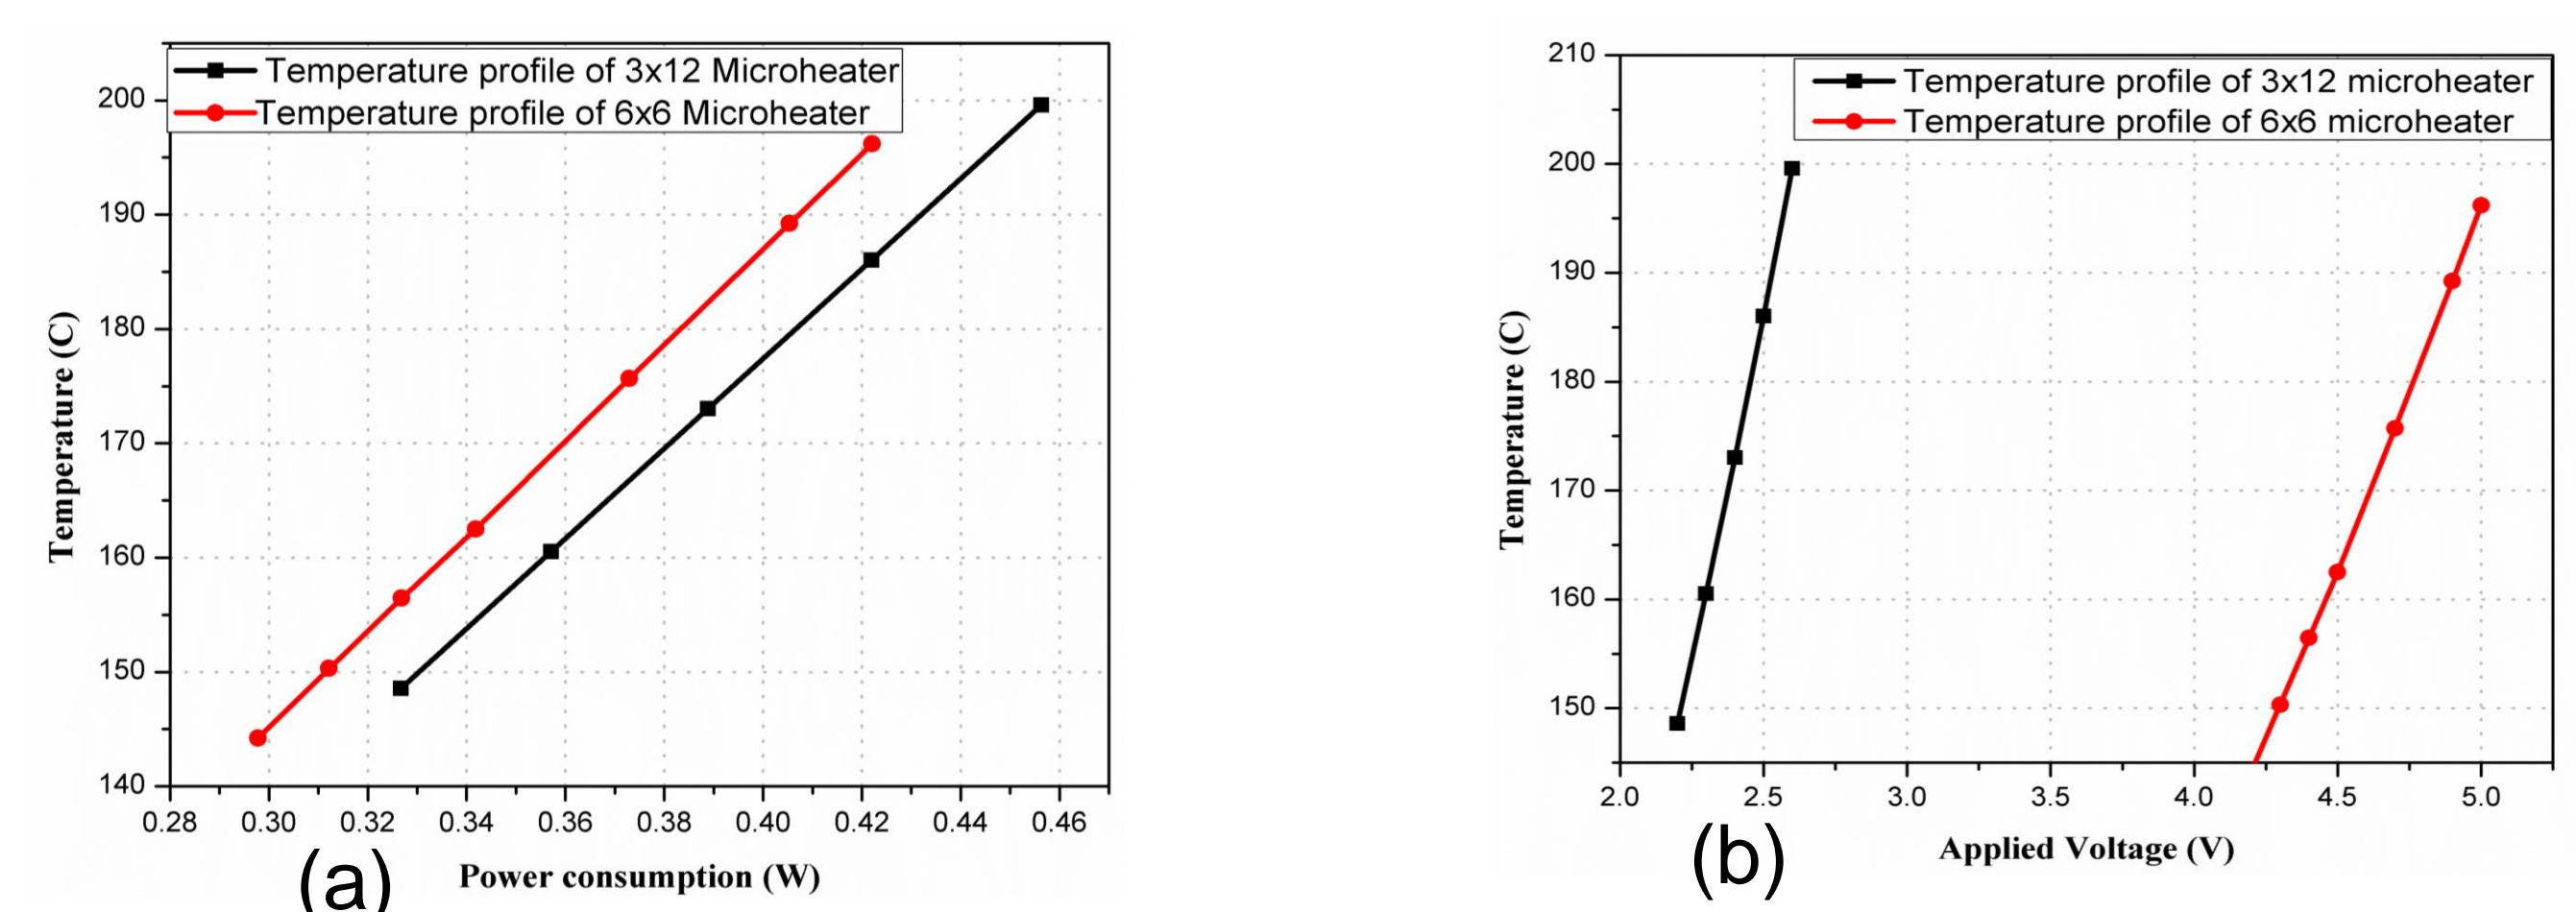 Temperature profile of 3x12 Microheater
Temperature profile of 6x6 Microheater
200
190
180
170
160
150
140
Temperature (C)
0.28 0.30 0.32 0.34 0.36 0.38 0.40 0.42 0.44 0.46
Power consumption (W)
(a)
Temperature profile of 3x12 microheater
Temperature profile of 6x6 microheater
210
200
190
180
170
160
150
Temperature (C)
2.0 2.5 3.0 3.5 4.0 4.5 5.0
Applied Voltage (V)
(b)